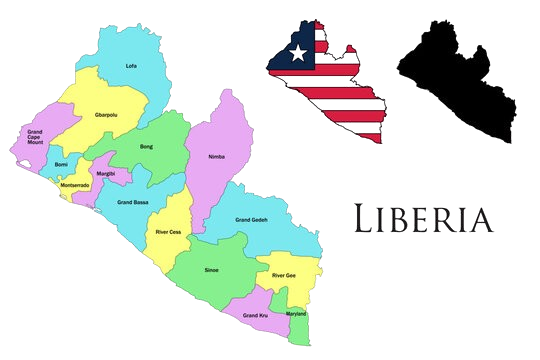 Lofa
Gbarpolu
Grand
Cape
Mount
Bong
Bomi
Margibi
Nimba
Montserrado
Grand Bassa
Grand Gedeh
River Cess
LIBERIA
Sinoe
River Gee
Grand Kru
Maryland